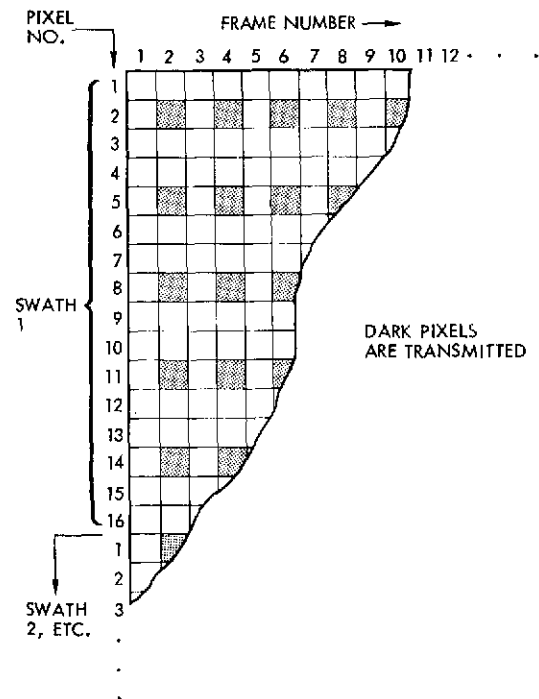 PIXEL
NO.
FRAME NUMBER
1 2 3 4 5 6 7 8 9 10 11 12 · · ·
1
2
3
4
5
6
7
8
9
10
11
12
13
14
15
16
1
2
3
·
·
·
SWATH
1
DARK PIXELS
ARE TRANSMITTED
SWATH
2, ETC.